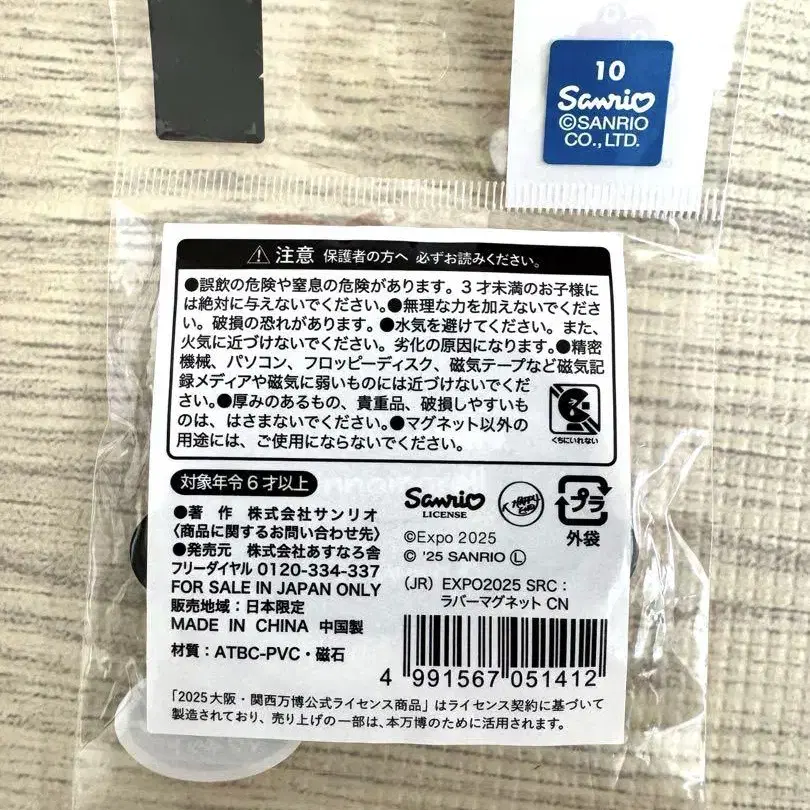 10
Sanrio
©SANRIO
CO.,LTD.
⚠注意 保護者の方へ 必ずお読みください。
●誤飲の危険や窒息の危険があります。3才未満のお子様に
は絶対に与えないでください。●無理な力を加えないでくださ
い。破損の恐れがあります。●水気を避けてください。また、
火気に近づけないでください。劣化の原因になります。●精密
機械、パソコン、フロッピーディスク、磁気テープなど磁気記
録メディアや磁気に弱いものには近づけないでくださ
い。●厚みのあるもの、貴重品、破損しやすいも
のは、はさまないでください。●マグネット以外の
用途には、ご使用にならないでください。
くちにいれない
対象年令6才以上
●著 作 株式会社サンリオ
〈商品に関するお問い合わせ先〉
●発売元 株式会社あすなろ舎
フリーダイヤル 0120-334-337
FOR SALE IN JAPAN ONLY
販売地域：日本限定
MADE IN CHINA 中国製
材質：ATBC-PVC・磁石
Sanrio
LICENSE
プラ
外袋
©Expo 2025
© '25 SANRIO Ⓛ
(JR) EXPO2025 SRC：
ラバーマグネット CN
4 991567 051412
「2025大阪・関西万博公式ライセンス商品」はライセンス契約に基づいて
製造されており、売り上げの一部は、本万博のために活用されます。